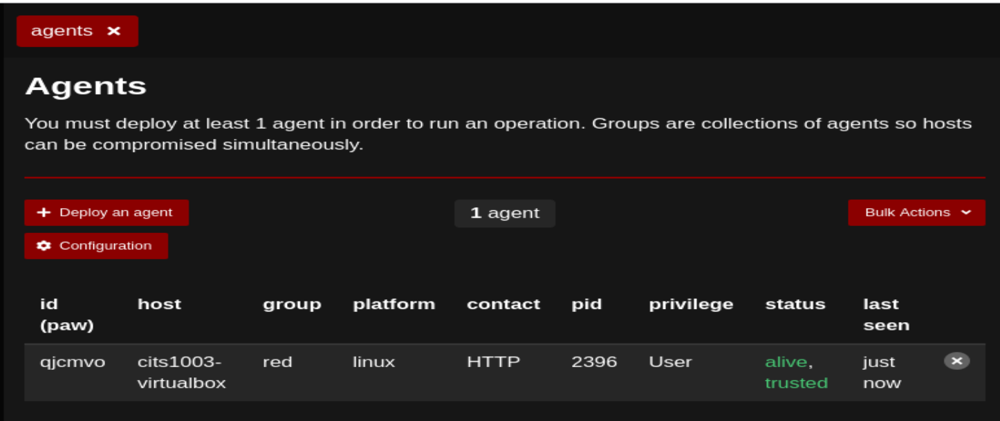 agents
Agents
You must deploy at least 1 agent in order to run an operation. Groups are collections of agents so hosts
can be compromised simultaneously.
Deploy an agent
1 agent
Bulk Actions
Configuration
id (paw) host group platform contact pid privilege status last seen
qjcmvo cits1003-virtualbox red linux HTTP 2396 User alive, trusted just now